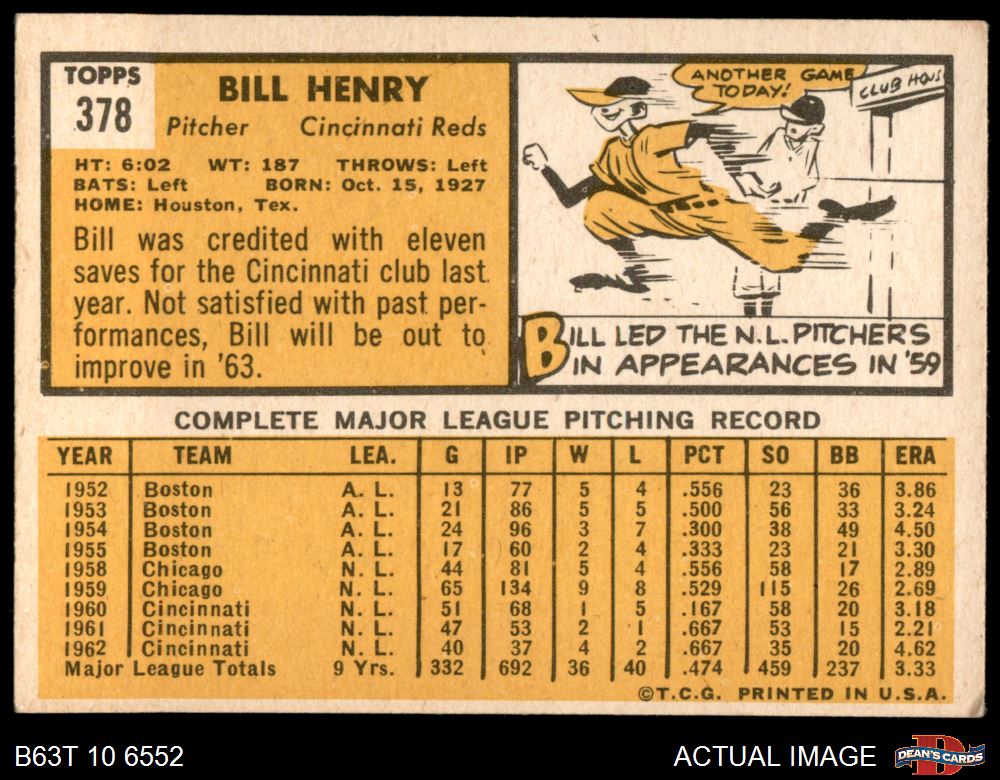 TOPPS
378
BILL HENRY
Pitcher Cincinnati Reds
HT: 6:02 WT: 187 THROWS: Left
BATS: Left BORN: Oct. 15, 1927
HOME: Houston, Tex.
Bill was credited with eleven
saves for the Cincinnati club last
year. Not satisfied with past per-
formances, Bill will be out to
improve in '63.
ANOTHER GAME
TODAY!
CLUB HOUS
BILL LED THE N.L. PITCHERS
IN APPEARANCES IN '59
COMPLETE MAJOR LEAGUE PITCHING RECORD
YEAR TEAM LEA. G IP W L PCT SO BB ERA
1952 Boston A. L. 13 77 5 4 .556 23 36 3.86
1953 Boston A. L. 21 86 5 5 .500 56 33 3.24
1954 Boston A. L. 24 96 3 7 .300 38 49 4.50
1955 Boston A. L. 17 60 2 4 .333 23 21 3.30
1958 Chicago N. L. 44 81 5 4 .556 58 17 2.89
1959 Chicago N. L. 65 134 9 8 .529 115 26 2.69
1960 Cincinnati N. L. 51 68 1 5 .167 58 20 3.18
1961 Cincinnati N. L. 47 53 2 1 .667 53 15 2.21
1962 Cincinnati N. L. 40 37 4 2 .667 35 20 4.62
Major League Totals 9 Yrs. 332 692 36 40 .474 459 237 3.33
©T.C.G. PRINTED IN U.S.A.
B63T 10 6552
ACTUAL IMAGE
D
DEAN'S CARDS